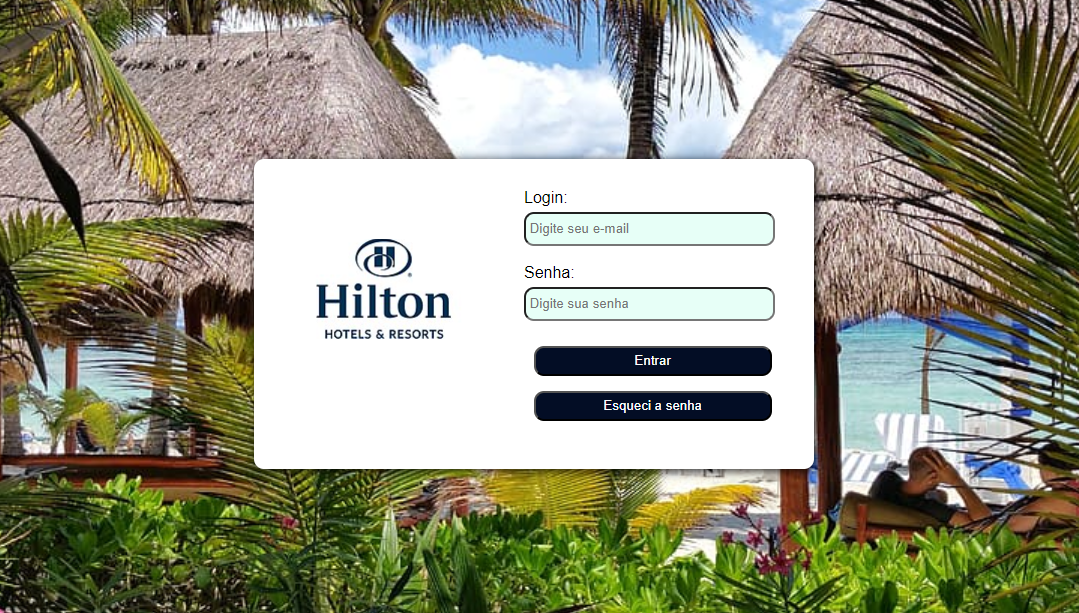 Login:
Digite seu e-mail
Hilton
HOTELS & RESORTS
Senha:
Digite sua senha
Entrar
Esqueci a senha